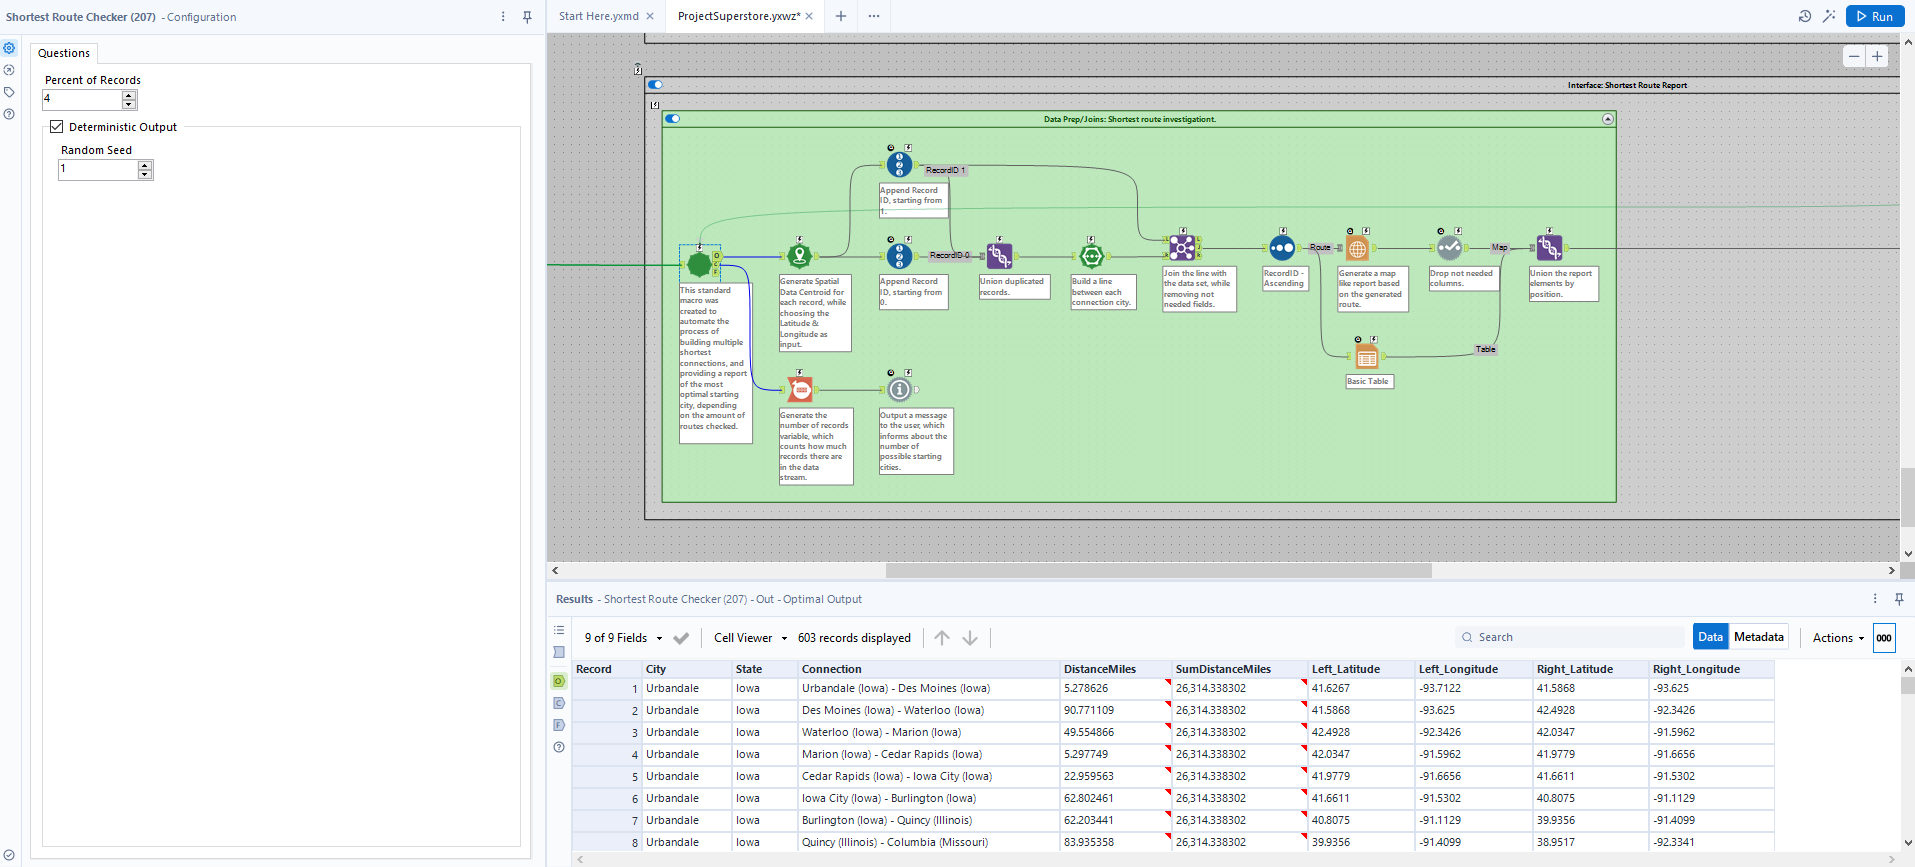 Shortest Route Checker (207) - Configuration
Questions
Percent of Records
4
Deterministic Output
Random Seed
1
Start Here.yxmd
ProjectSuperstore.yxwz*
Run
Interface: Shortest Route Report
Data Prep/Joins: Shortest route investigationt.
RecordID 1
Append Record
ID, starting from
1.
RecordID 0
Route
Map
This standard
macro was
created to
automate the
process of
building multiple
shortest
connections, and
providing a report
of the most
optimal starting
city, depending
on the amount of
routes checked.
Generate Spatial
Data Centroid for
each record, while
choosing the
Latitude &
Longitude as
input.
Append Record
ID, starting from
0.
Union duplicated
records.
Build a line
between each
connection city.
Join the line with
the data set, while
removing not
needed fields.
RecordID -
Ascending
Generate a map
like report based
on the generated
route.
Drop not needed
columns.
Union the report
elements by
position.
Table
Basic Table
Generate the
number of records
variable, which
counts how much
records there are
in the data
stream.
Output a message
to the user, which
informs about the
number of
possible starting
cities.
Results - Shortest Route Checker (207) - Out - Optimal Output
9 of 9 Fields Cell Viewer 603 records displayed Search Data Metadata Actions 000
Record City State Connection DistanceMiles SumDistanceMiles Left_Latitude Left_Longitude Right_Latitude Right_Longitude
1 Urbandale Iowa Urbandale (Iowa) - Des Moines (Iowa) 5.278626 26,314.338302 41.6267 -93.7122 41.5868 -93.625
2 Urbandale Iowa Des Moines (Iowa) - Waterloo (Iowa) 90.771109 26,314.338302 41.5868 -93.625 42.4928 -92.3426
3 Urbandale Iowa Waterloo (Iowa) - Marion (Iowa) 49.554866 26,314.338302 42.4928 -92.3426 42.0347 -91.5962
4 Urbandale Iowa Marion (Iowa) - Cedar Rapids (Iowa) 5.297749 26,314.338302 42.0347 -91.5962 41.9779 -91.6656
5 Urbandale Iowa Cedar Rapids (Iowa) - Iowa City (Iowa) 22.959563 26,314.338302 41.9779 -91.6656 41.6611 -91.5302
6 Urbandale Iowa Iowa City (Iowa) - Burlington (Iowa) 62.802461 26,314.338302 41.6611 -91.5302 40.8075 -91.1129
7 Urbandale Iowa Burlington (Iowa) - Quincy (Illinois) 62.203441 26,314.338302 40.8075 -91.1129 39.9356 -91.4099
8 Urbandale Iowa Quincy (Illinois) - Columbia (Missouri) 83.935358 26,314.338302 39.9356 -91.4099 38.9517 -92.3341